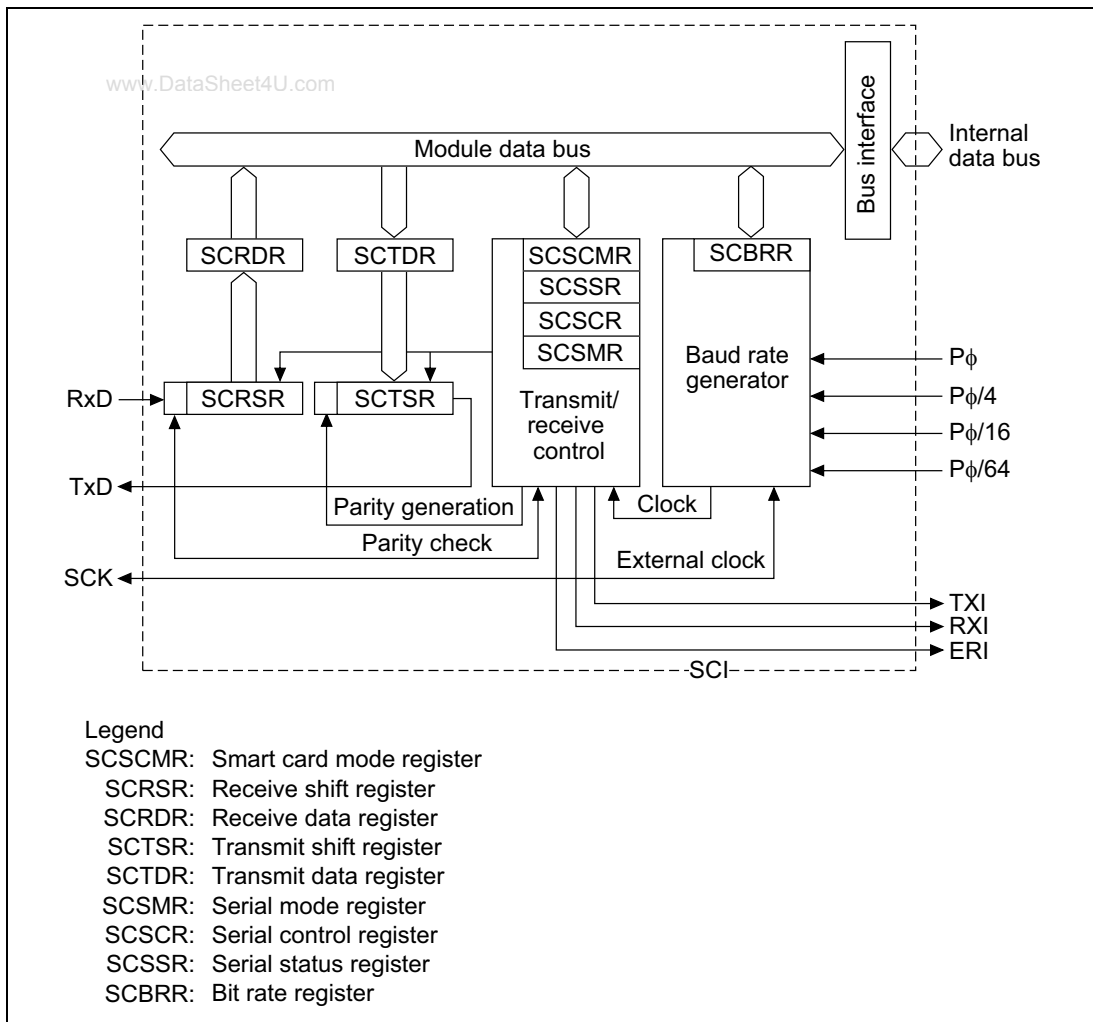 www.DataSheet4U.com
Module data bus
Bus interface
Internal
data bus
SCRDR
SCTDR
SCSCMR
SCSSR
SCSCR
SCSMR
SCBRR
Baud rate
generator
Pϕ
Pϕ/4
Pϕ/16
Pϕ/64
RxD
SCRSR
SCTSR
Transmit/
receive
control
TxD
Parity generation
Clock
Parity check
External clock
SCK
TXI
RXI
ERI
SCI
Legend
SCSCMR: Smart card mode register
SCRSR: Receive shift register
SCRDR: Receive data register
SCTSR: Transmit shift register
SCTDR: Transmit data register
SCSMR: Serial mode register
SCSCR: Serial control register
SCSSR: Serial status register
SCBRR: Bit rate register